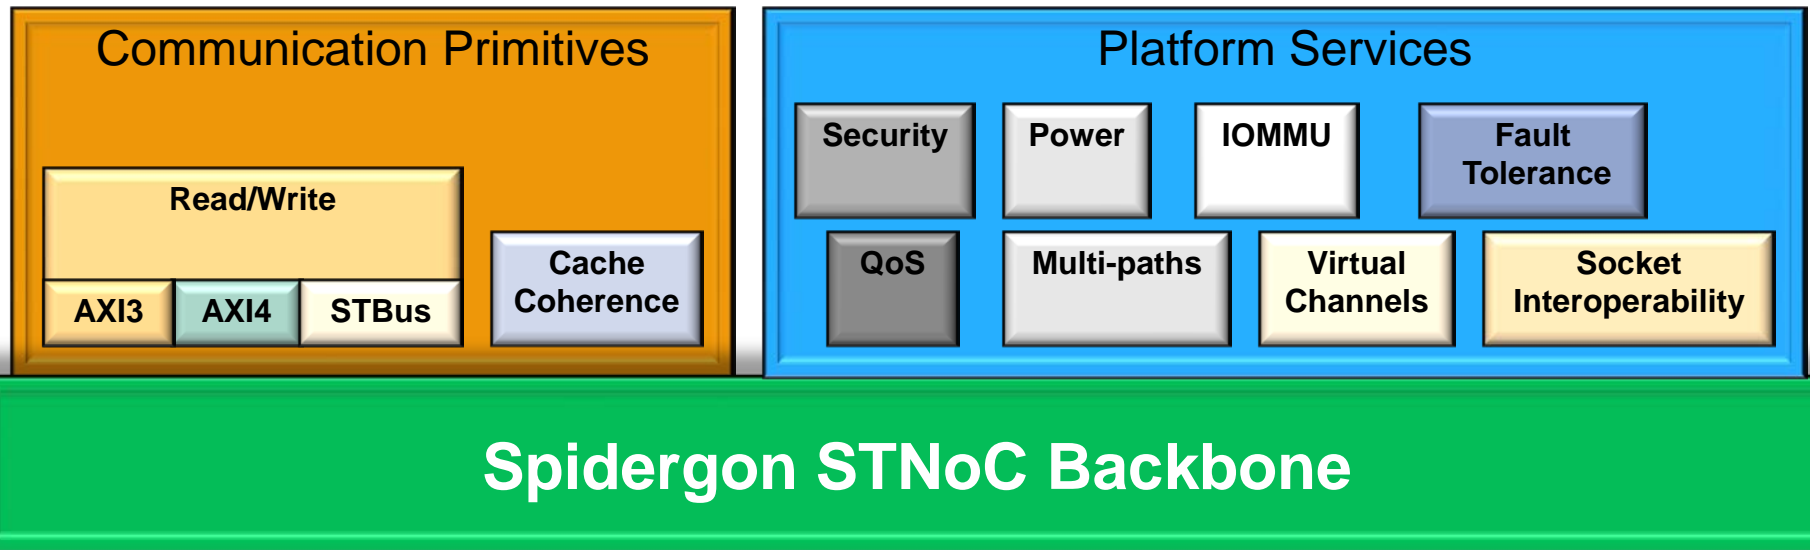 Communication Primitives
Read/Write
AXI3 AXI4 STBus
Cache
Coherence
Platform Services
Security Power IOMMU Fault
Tolerance
QoS Multi-paths Virtual
Channels
Socket
Interoperability
Spidergon STNoC Backbone